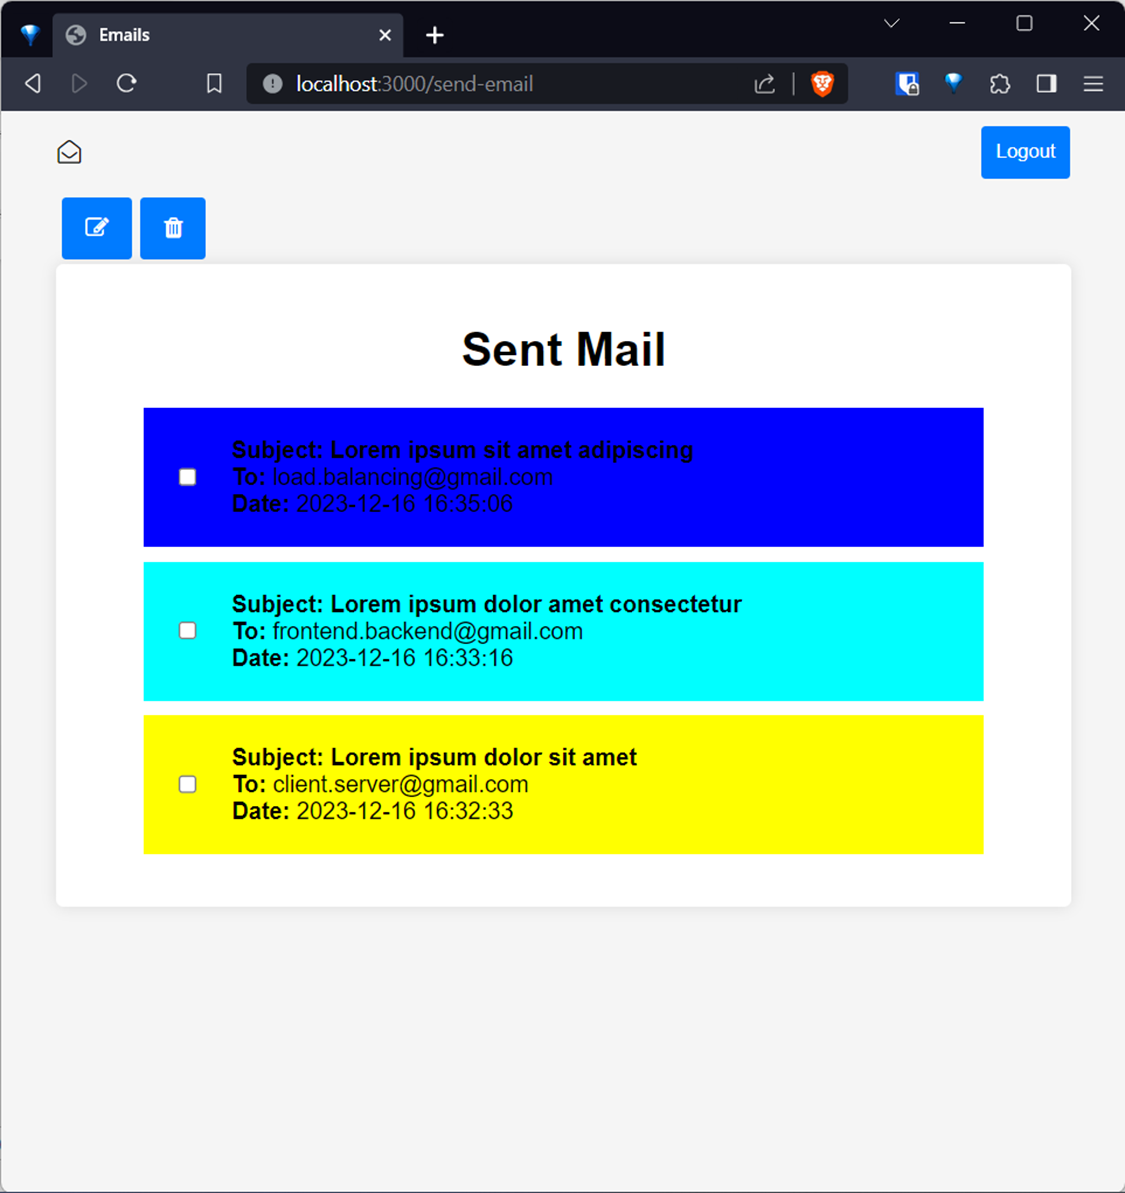 Emails
localhost:3000/send-email
Logout
Sent Mail
Subject: Lorem ipsum sit amet adipiscing
To: load.balancing@gmail.com
Date: 2023-12-16 16:35:06
Subject: Lorem ipsum dolor amet consectetur
To: frontend.backend@gmail.com
Date: 2023-12-16 16:33:16
Subject: Lorem ipsum dolor sit amet
To: client.server@gmail.com
Date: 2023-12-16 16:32:33